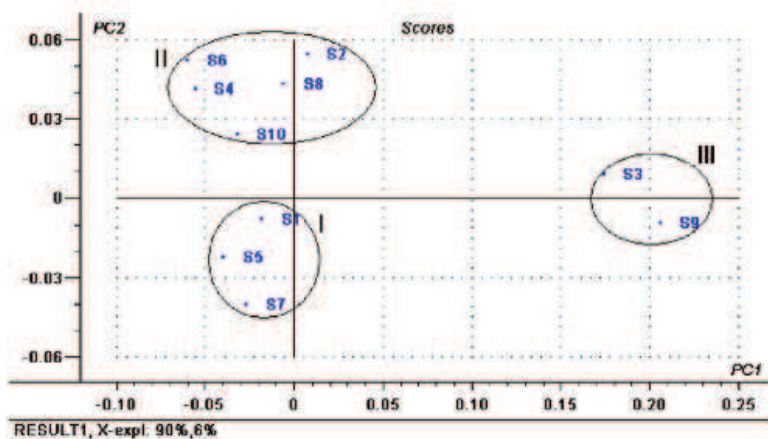 PC2
Scores
0.06
II
S6
S2
S4
S8
0.03
S10
III
S3
0
S1
I
S9
S5
-0.03
S7
-0.06
PC1
-0.10 -0.05 0 0.05 0.10 0.15 0.20 0.25
RESULT1, X-expl: 90%,6%